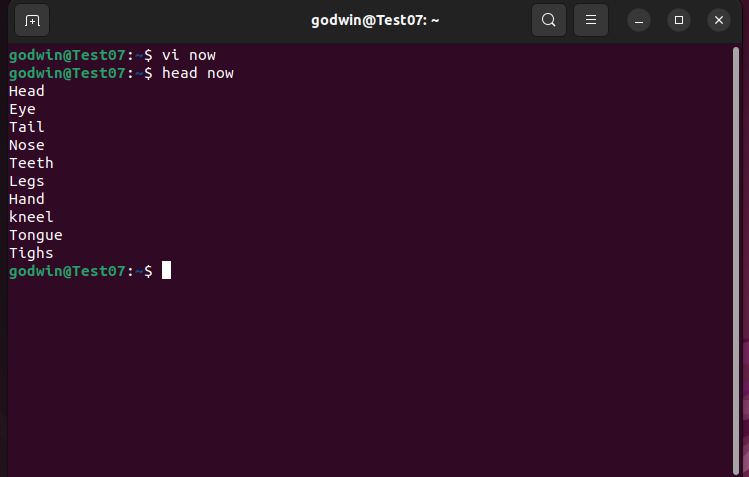 godwin@Test07: ~
godwin@Test07:~$ vi now
godwin@Test07:~$ head now
Head
Eye
Tail
Nose
Teeth
Legs
Hand
kneel
Tongue
Tighs
godwin@Test07:~$